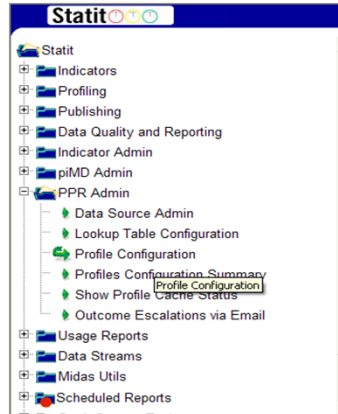 Statit
Statit
Indicators
Profiling
Publishing
Data Quality and Reporting
Indicator Admin
piMD Admin
PPR Admin
Data Source Admin
Lookup Table Configuration
Profile Configuration
Profiles Configuration Summary
Profile Configuration
Show Profile Cache Status
Outcome Escalations via Email
Usage Reports
Data Streams
Midas Utils
Scheduled Reports